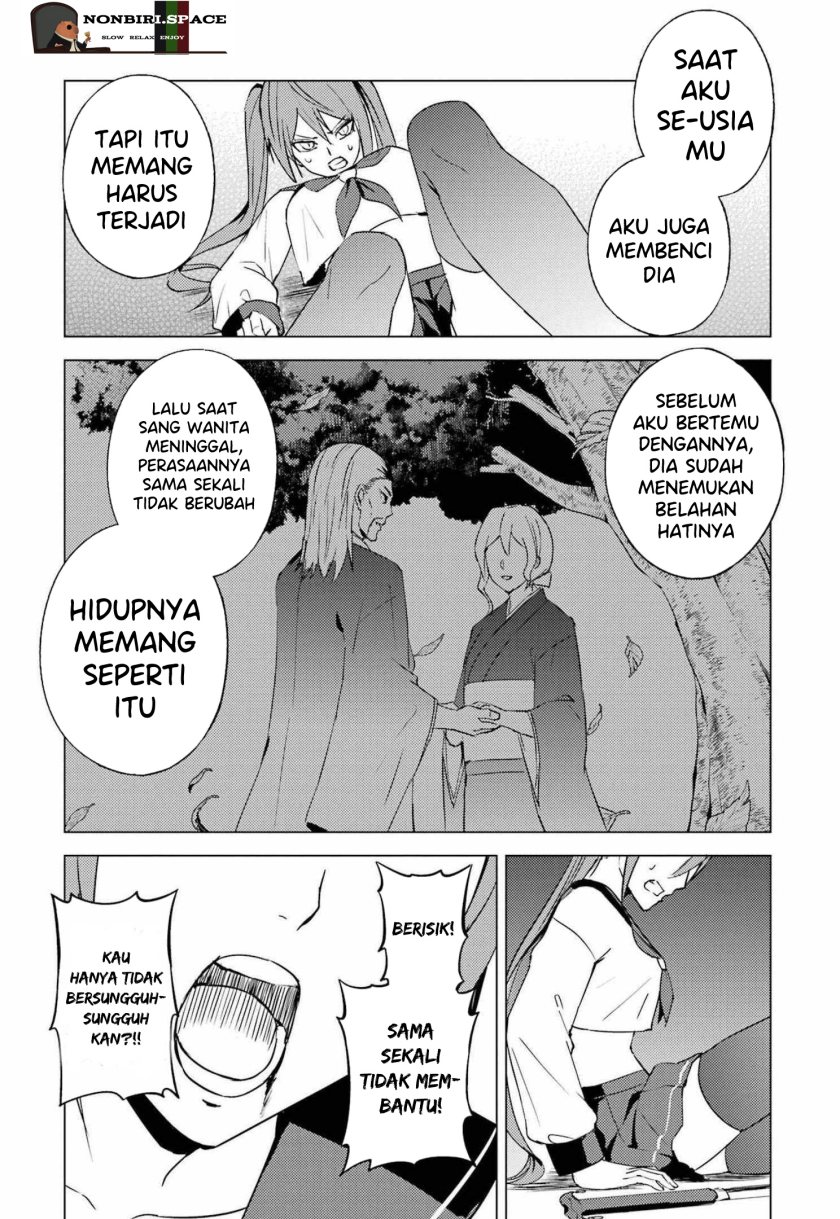 NONBIRI.SPACE
SLOW RELAX ENJOY
SAAT
AKU
SE-USIA
MU
AKU JUGA
MEMBENCI
DIA
TAPI ITU
MEMANG
HARUS
TERJADI
SEBELUM
AKU BERTEMU
DENGANNYA,
DIA SUDAH
MENEMUKAN
BELAHAN
HATINYA
LALU SAAT
SANG WANITA
MENINGGAL,
PERASAANNYA
SAMA SEKALI
TIDAK BERUBAH
HIDUPNYA
MEMANG
SEPERTI
ITU
BERISIK!
SAMA
SEKALI
TIDAK MEM-
BANTU!
KAU
HANYA TIDAK
BERSUNGGUH-
SUNGGUH
KAN?!!